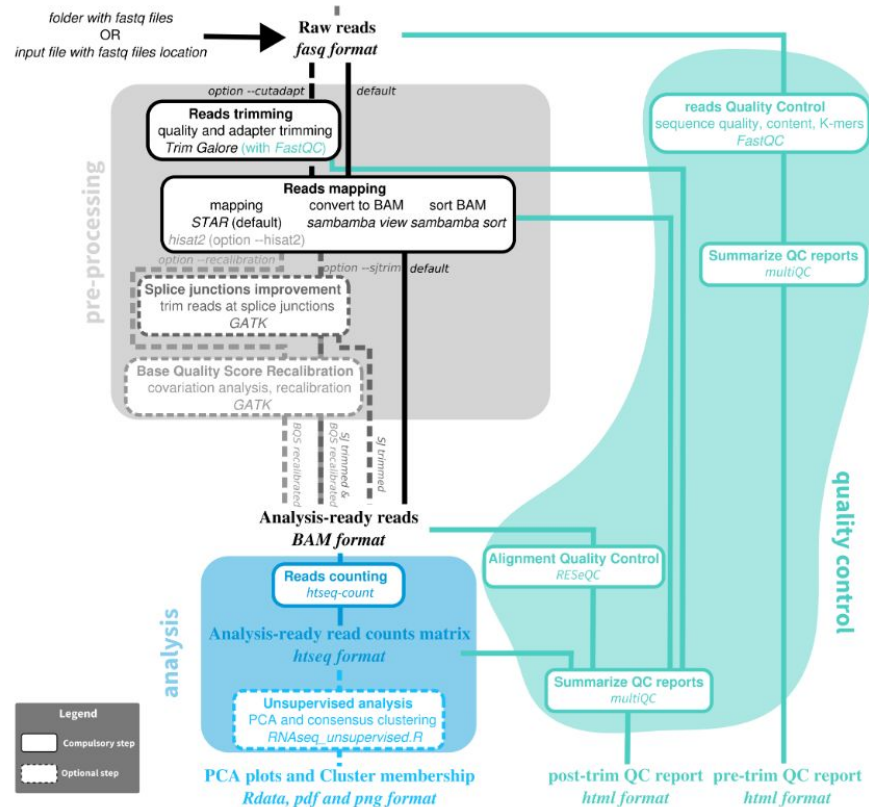 folder with fastq files
OR
input file with fastq files location
Raw reads
fasq format
option --cutadapt
default
Reads trimming
quality and adapter trimming
Trim Galore (with FastQC)
Reads mapping
mapping convert to BAM sort BAM
STAR (default) sambamba view sambamba sort
hisat2 (option --hisat2)
option --recalibration
option --sjtrim
default
Splice junctions improvement
trim reads at splice junctions
GATK
Base Quality Score Recalibration
covariation analysis, recalibration
GATK
pre-processing
BQS recalibrated
SJ trimmed &
BQS recalibrated
SJ trimmed
Analysis-ready reads
BAM format
Reads counting
htseq-count
Analysis-ready read counts matrix
htseq format
Unsupervised analysis
PCA and consensus clustering
RNAseq_unsupervised.R
analysis
PCA plots and Cluster membership
Rdata, pdf and png format
reads Quality Control
sequence quality, content, K-mers
FastQC
Summarize QC reports
multiQC
Alignment Quality Control
RESeQC
Summarize QC reports
multiQC
quality control
post-trim QC report
html format
pre-trim QC report
html format
Legend
Compulsory step
Optional step